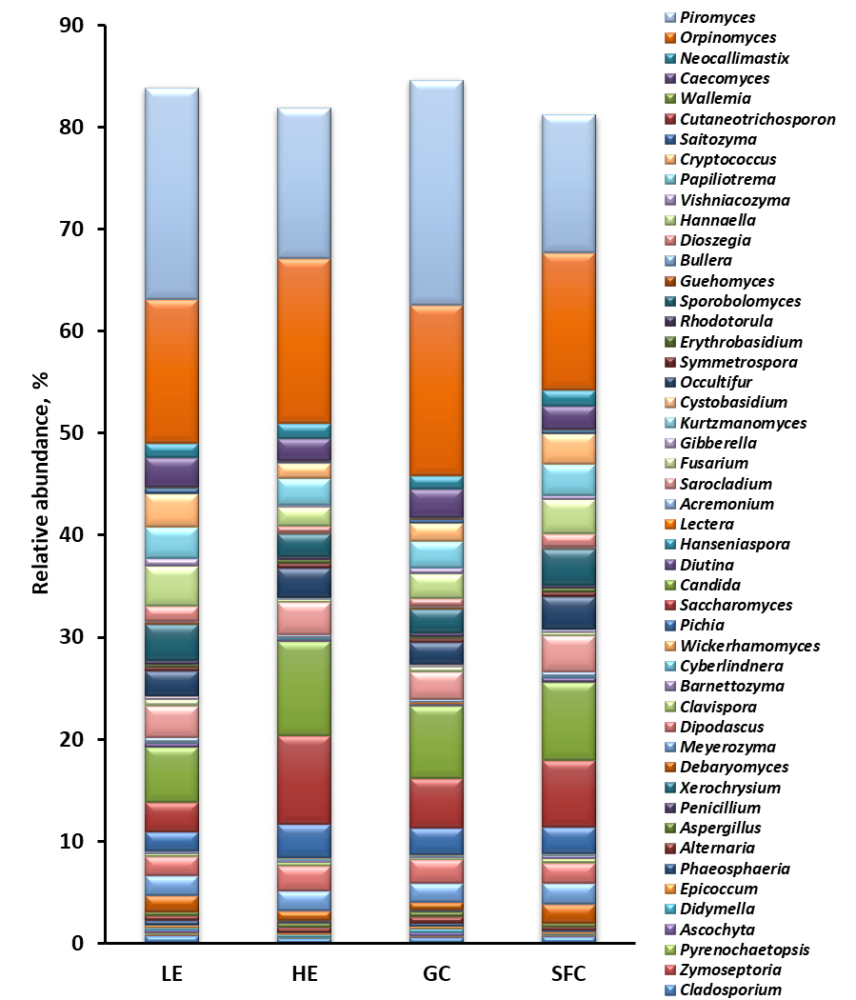 Relative abundance, %
90
80
70
60
50
40
30
20
10
0
LE HE GC SFC
Piromyces
Orpinomyces
Neocallimastix
Caecomyces
Wallemia
Cutaneotrichosporon
Saitozyma
Cryptococcus
Papiliotrema
Vishniacozyma
Hannaella
Dioszegia
Bullera
Guehomyces
Sporobolomyces
Rhodotorula
Erythrobasidium
Symmetrospora
Occultifur
Cystobasidium
Kurtzmanomyces
Gibberella
Fusarium
Sarocladium
Acremonium
Lectera
Hanseniaspora
Diutina
Candida
Saccharomyces
Pichia
Wickerhamomyces
Cyberlindnera
Barnettozyma
Clavispora
Dipodascus
Meyerozyma
Debaryomyces
Xerochrysium
Penicillium
Aspergillus
Alternaria
Phaeosphaeria
Epicoccum
Didymella
Ascochyta
Pyrenochaetopsis
Zymoseptoria
Cladosporium